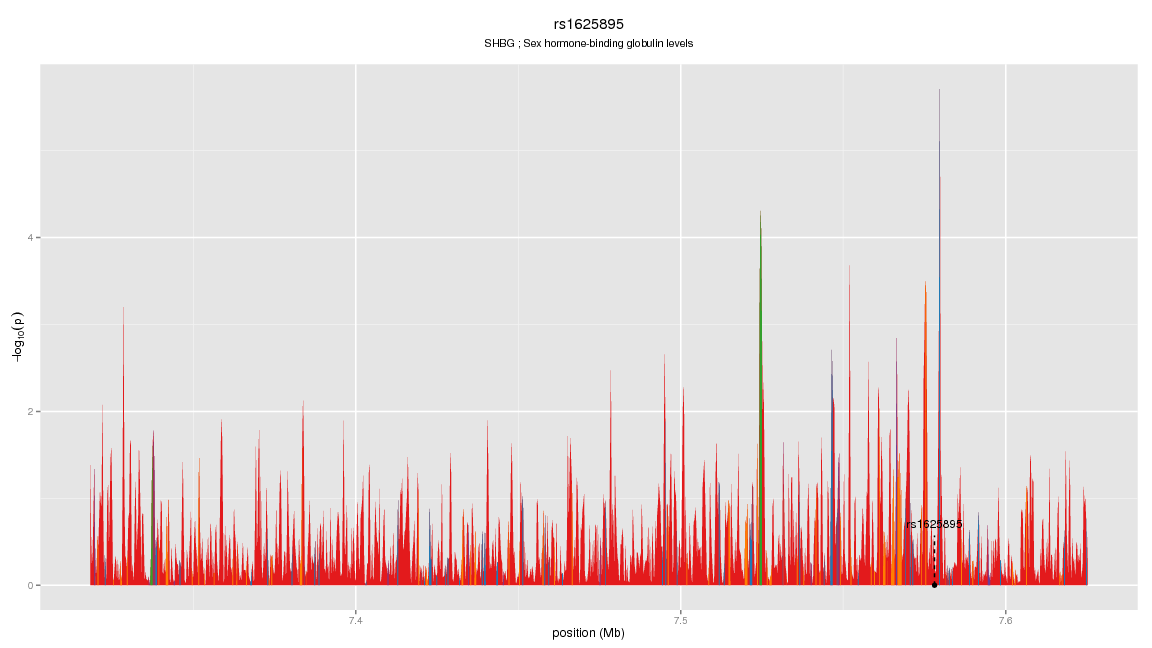 rs1625895
SHBG ; Sex hormone-binding globulin levels
−log10(p)
4
2
0
rs1625895
7.4
7.5
7.6
position (Mb)